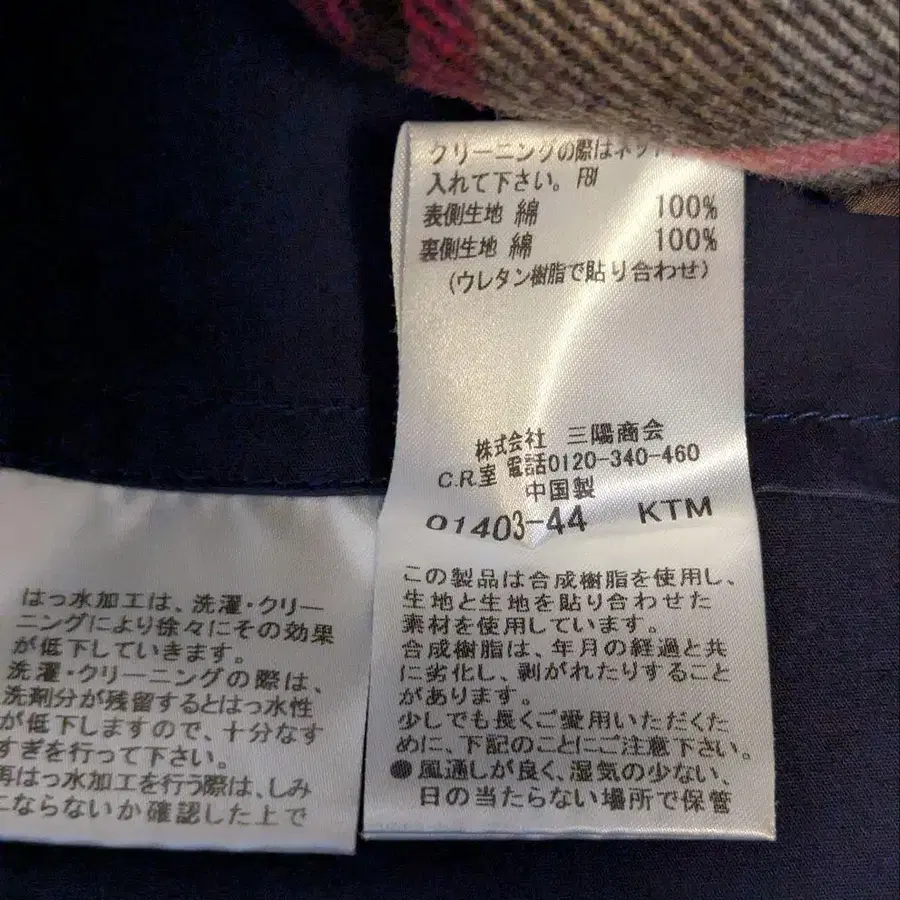 クリーニングの際はネットに
入れて下さい。FBI
表側生地 綿 100%
裏側生地 綿 100%
(ウレタン樹脂で貼り合わせ)
株式会社 三陽商会
C.R.室 電話0120-340-460
中国製
01403-44 KTM
この製品は合成樹脂を使用し、
生地と生地を貼り合わせた
素材を使用しています。
合成樹脂は、年月の経過と共
に劣化し、剥がれたりすること
があります。
少しでも長くご愛用いただくた
めに、下記のことにご注意下さい。
●風通しが良く、湿気の少ない、
日の当たらない場所で保管
はっ水加工は、洗濯・クリー
ニングにより徐々にその効果
が低下していきます。
洗濯・クリーニングの際は、
洗剤分が残留するとはっ水性
が低下しますので、十分なす
すぎを行って下さい。
再はっ水加工を行う際は、しみ
にならないか確認した上で